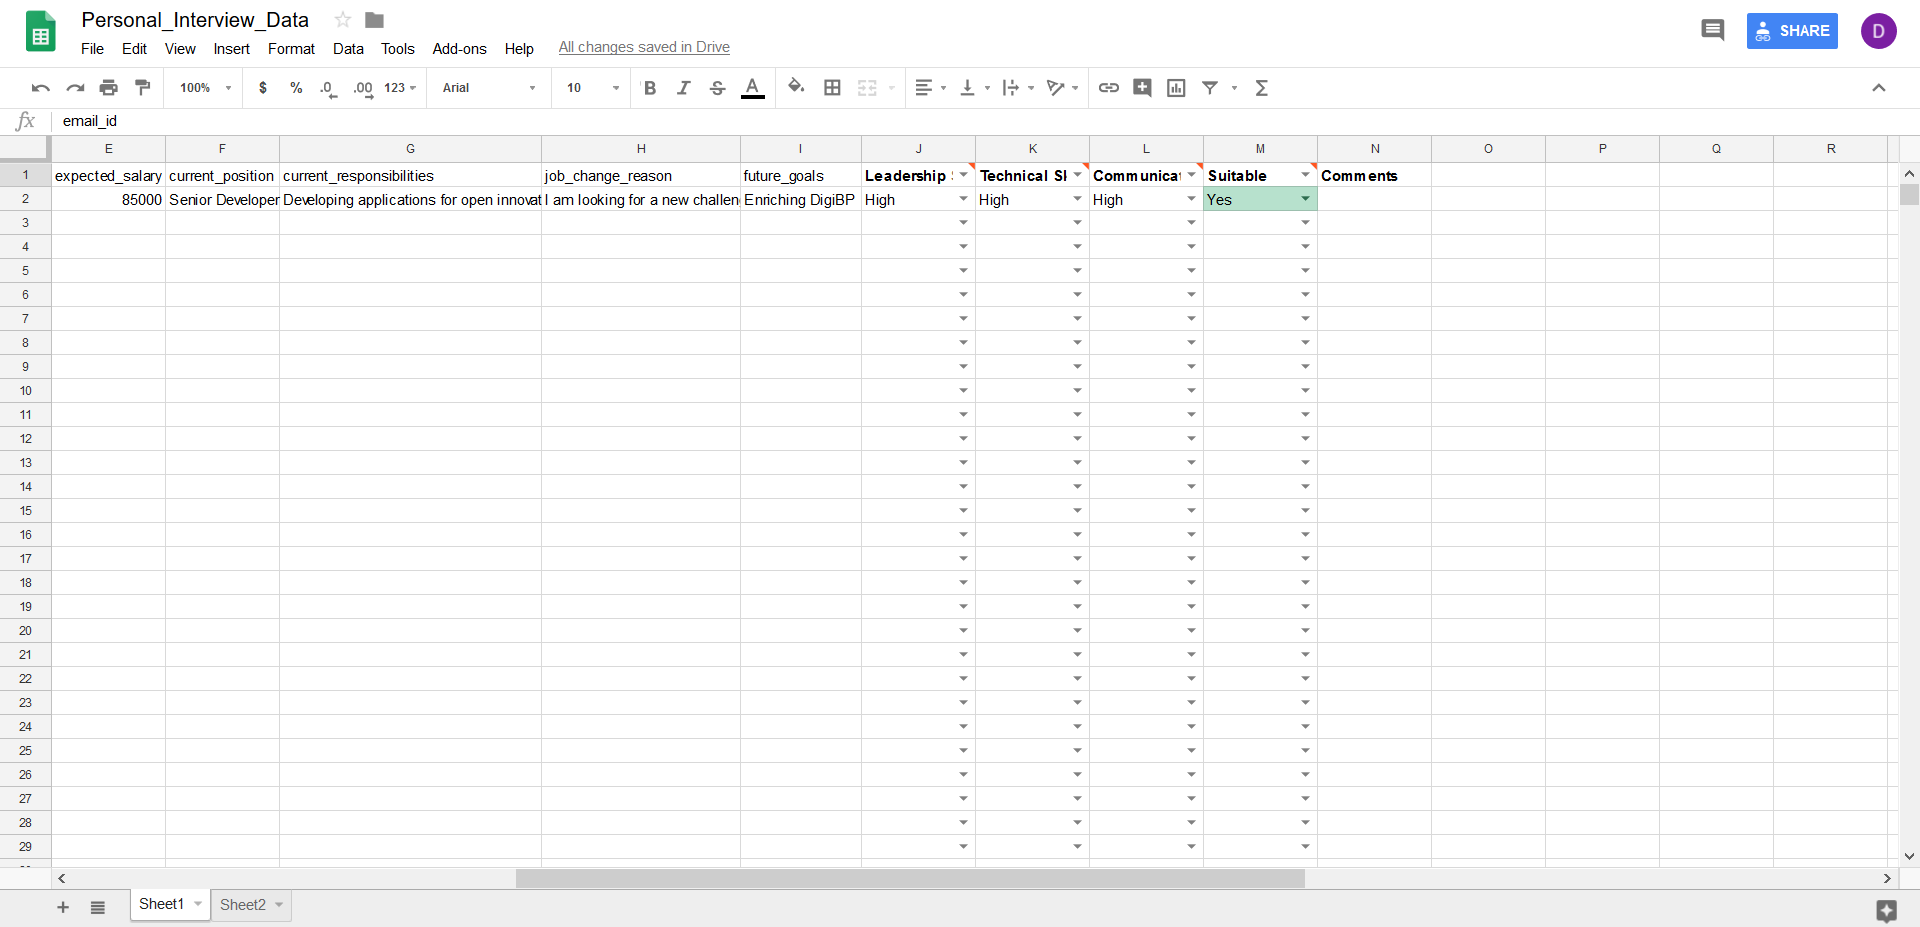 Personal_Interview_Data
File Edit View Insert Format Data Tools Add-ons Help All changes saved in Drive
SHARE
D
100% $ % .0 .00 123 Arial 10 B I S A Σ
fx email_id
E F G H I J K L M N O P Q R
1 expected_salary current_position current_responsibilities job_change_reason future_goals Leadership Technical Communica Suitable Comments
2 85000 Senior Developer Developing applications for open innovat I am looking for a new challen Enriching DigiBP High High High Yes
3
4
5
6
7
8
9
10
11
12
13
14
15
16
17
18
19
20
21
22
23
24
25
26
27
28
29
Sheet1 Sheet2